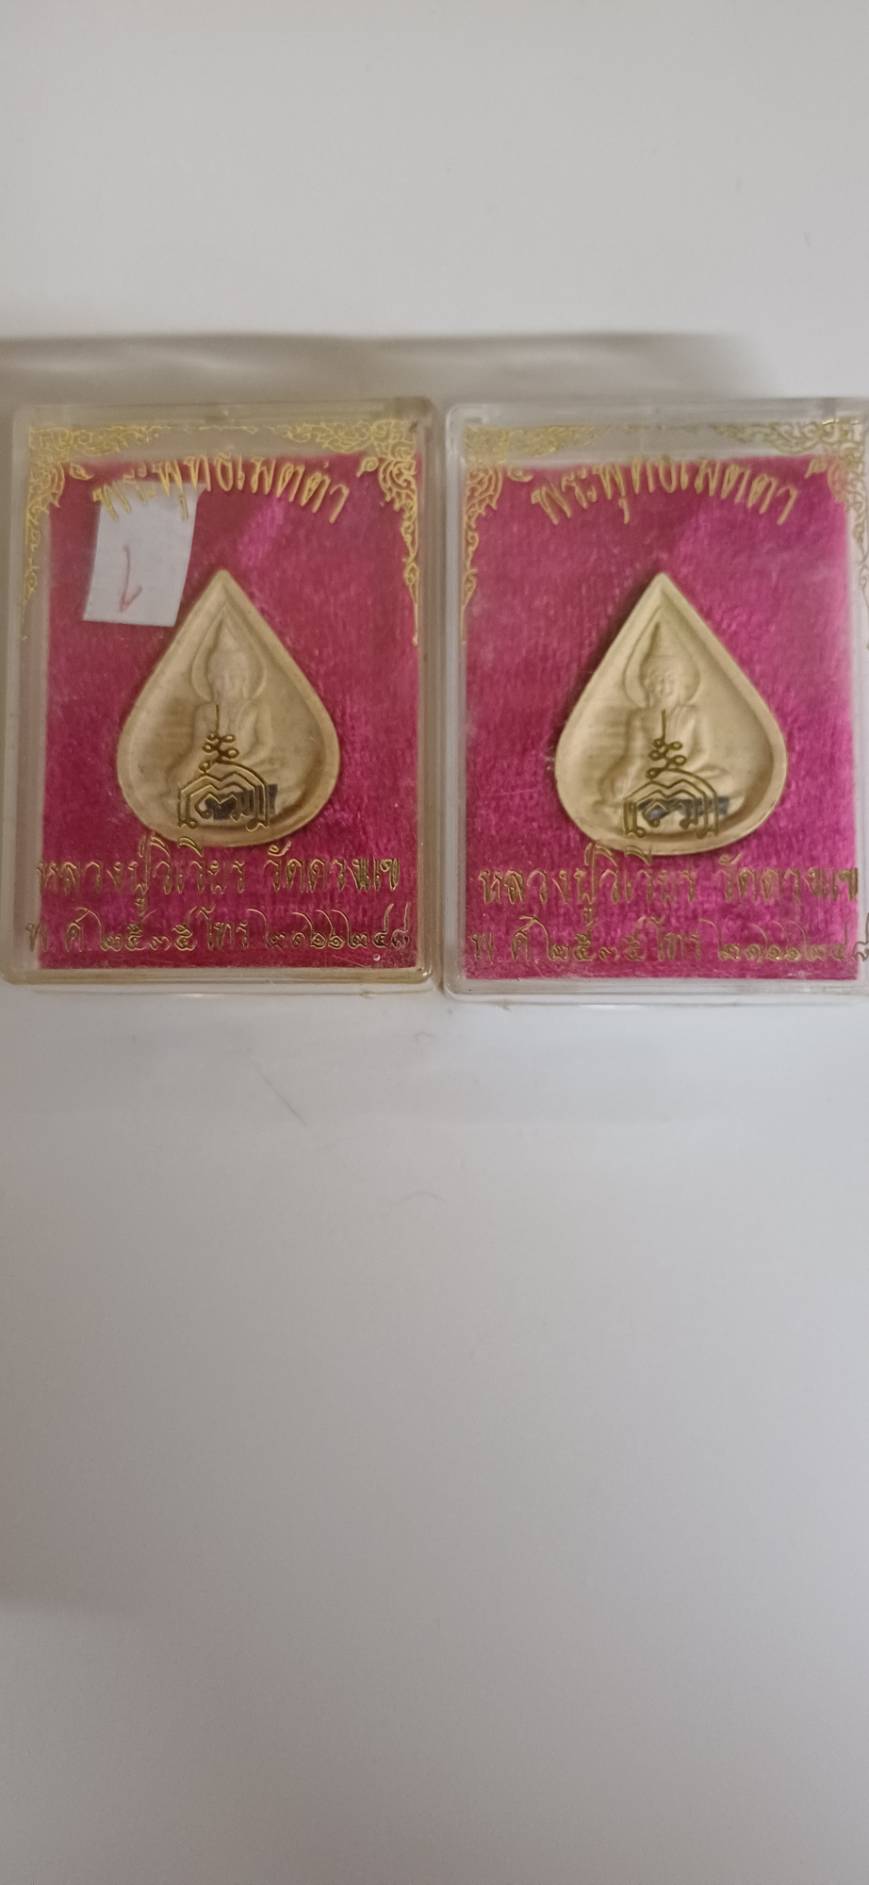 พระพุทธเมตตา
หลวงปู่วิเวียร วัดดวงแข
พ.ศ.๒๕๓๕ โทร.
พระพุทธเมตตา
หลวงปู่วิเวียร วัดดวงแข
พ.ศ.๒๕๓๕ โทร.